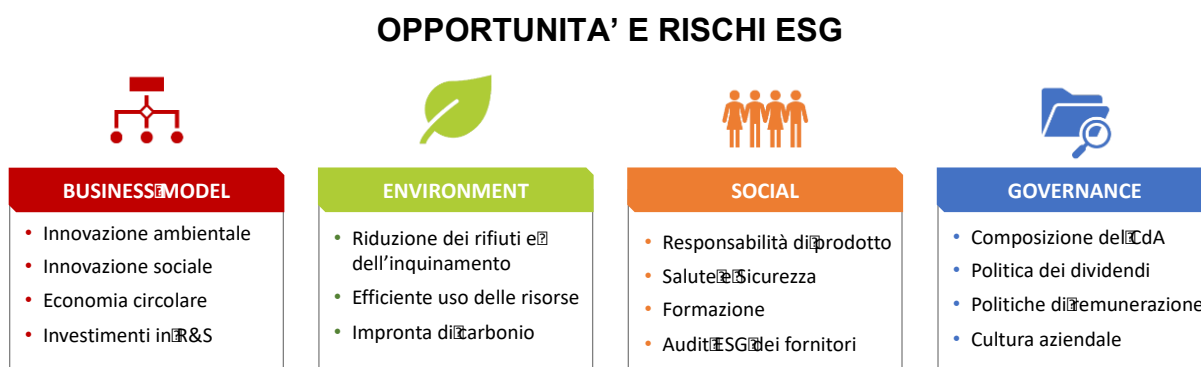 OPPORTUNITA' E RISCHI ESG
BUSINESS MODEL
• Innovazione ambientale
• Innovazione sociale
• Economia circolare
• Investimenti in R&S
ENVIRONMENT
• Riduzione dei rifiuti e
dell'inquinamento
• Efficiente uso delle risorse
• Impronta di carbonio
SOCIAL
• Responsabilità di prodotto
• Salute e Sicurezza
• Formazione
• Audit ESG dei fornitori
GOVERNANCE
• Composizione del CdA
• Politica dei dividendi
• Politiche di remunerazione
• Cultura aziendale